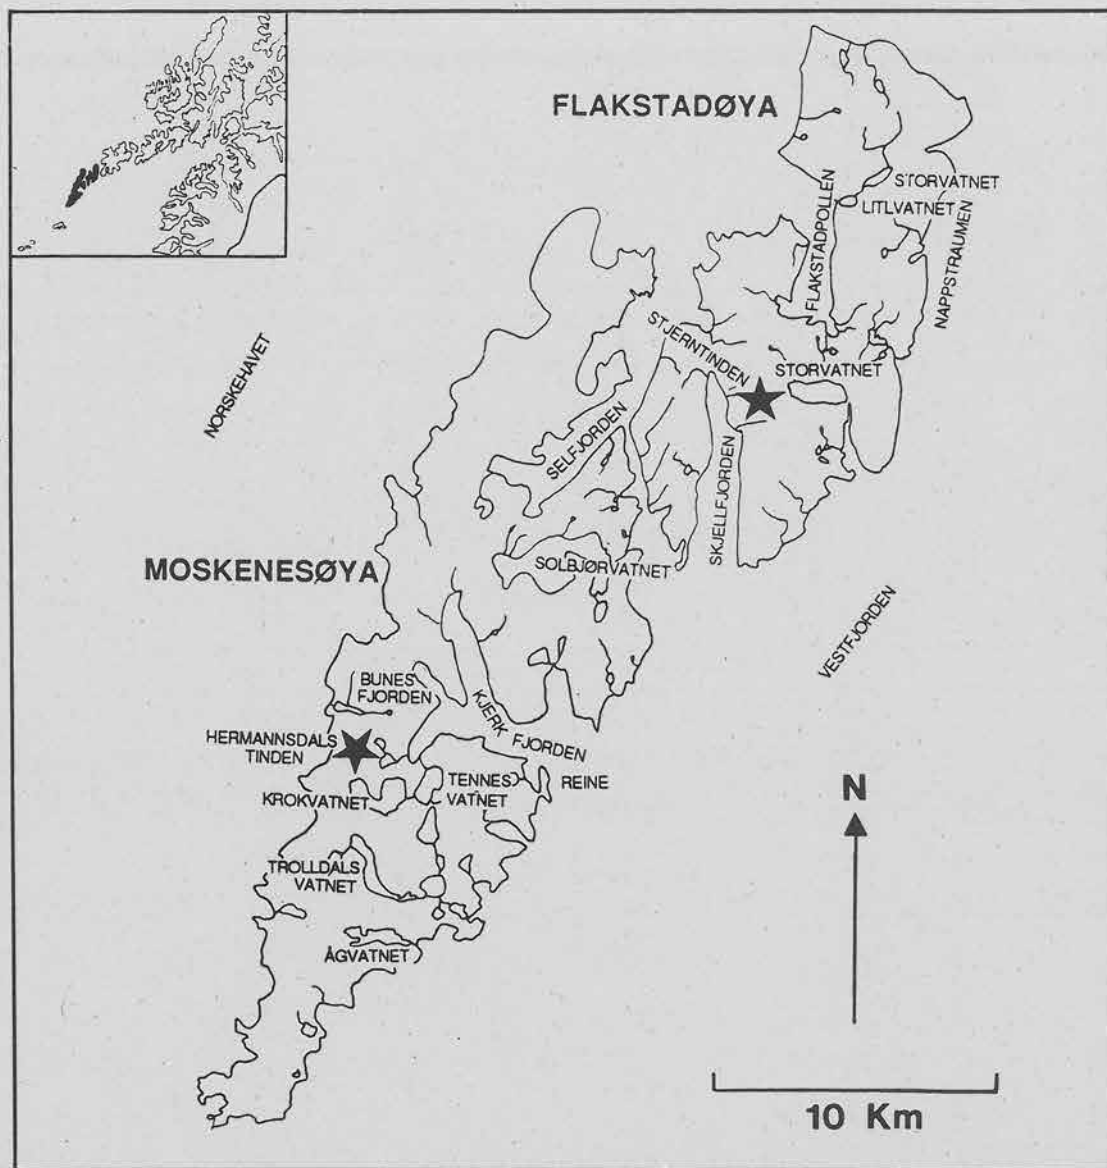 FLAKSTADØYA
STORVATNET
LITLVATNET
FLAKSTADPOLLEN
NAPPSTRAUMEN
STJERNTINDEN
STORVATNET
NORSKEHAVET
SELFJORDEN
SKJELLFJORDEN
MOSKENESØYA
SOLBJØRVATNET
VESTFJORDEN
BUNES
FJORDEN
KJERK FJORDEN
HERMANNSDALS
TINDEN
TENNES
VATNET
REINE
KROKVATNET
N
TROLLDALS
VATNET
ÅGVATNET
10 Km